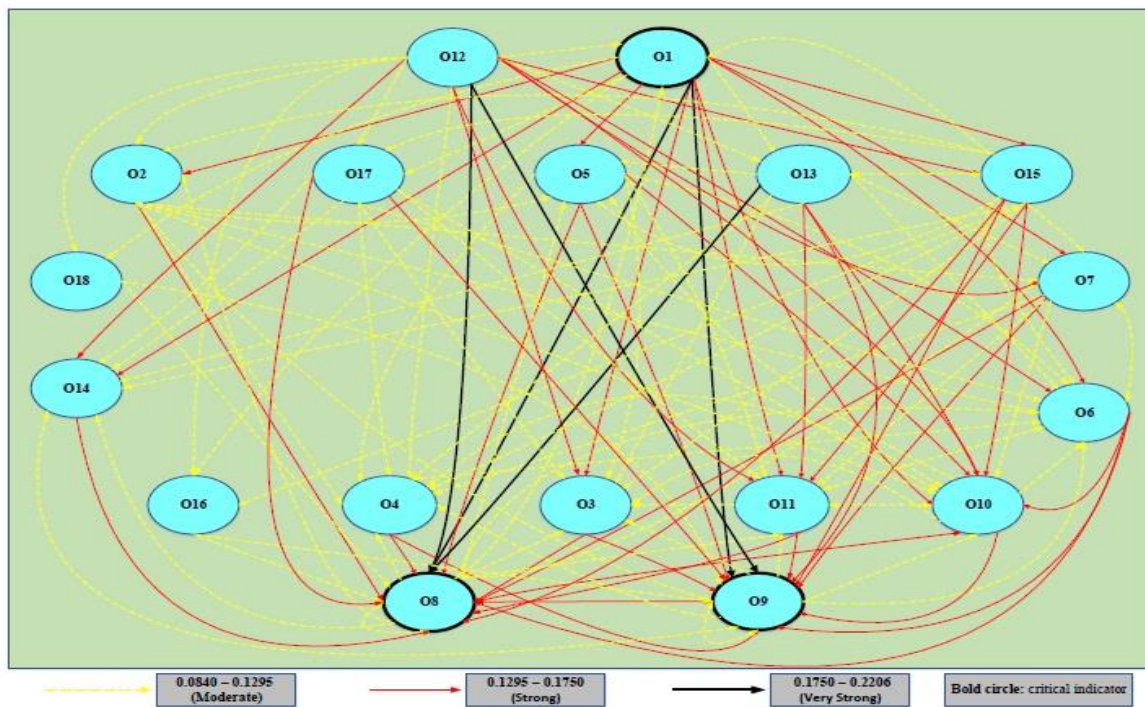 O12
O1
O2
O17
O5
O13
O15
O18
O7
O14
O6
O16
O4
O3
O11
O10
O8
O9
0.0840 – 0.1295
(Moderate)
0.1295 - 0.1750
(Strong)
0.1750 - 0.2206
(Very Strong)
Bold circle: critical indicator